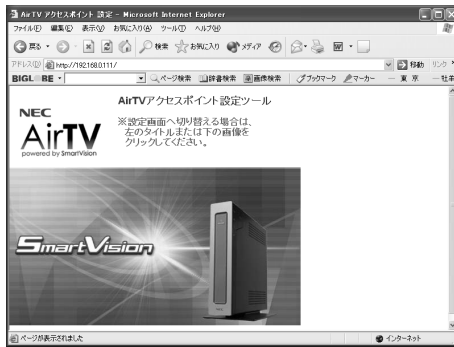 AirTV アクセスポイント 設定 - Microsoft Internet Explorer
ファイル(F) 編集(E) 表示(V) お気に入り(A) ツール(T) ヘルプ(H)
戻る 検索 お気に入り メディア
アドレス(D) http://192.168.0.111/ 移動 リンク
BIGLOBE ページ検索 辞書検索 画像検索 ブックマーク マーカー 東 京
AirTVアクセスポイント設定ツール
※設定画面へ切り替える場合は、
左のタイトルまたは下の画像を
クリックしてください。
NEC
AirTV
powered by SmartVision
SmartVision
ページが表示されました インターネット